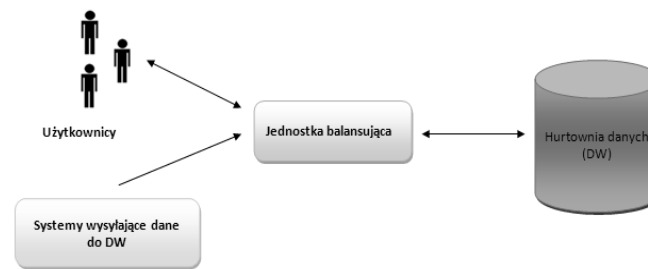 Użytkownicy
Jednostka balansująca
Hurtownia danych
(DW)
Systemy wysyłające dane
do DW